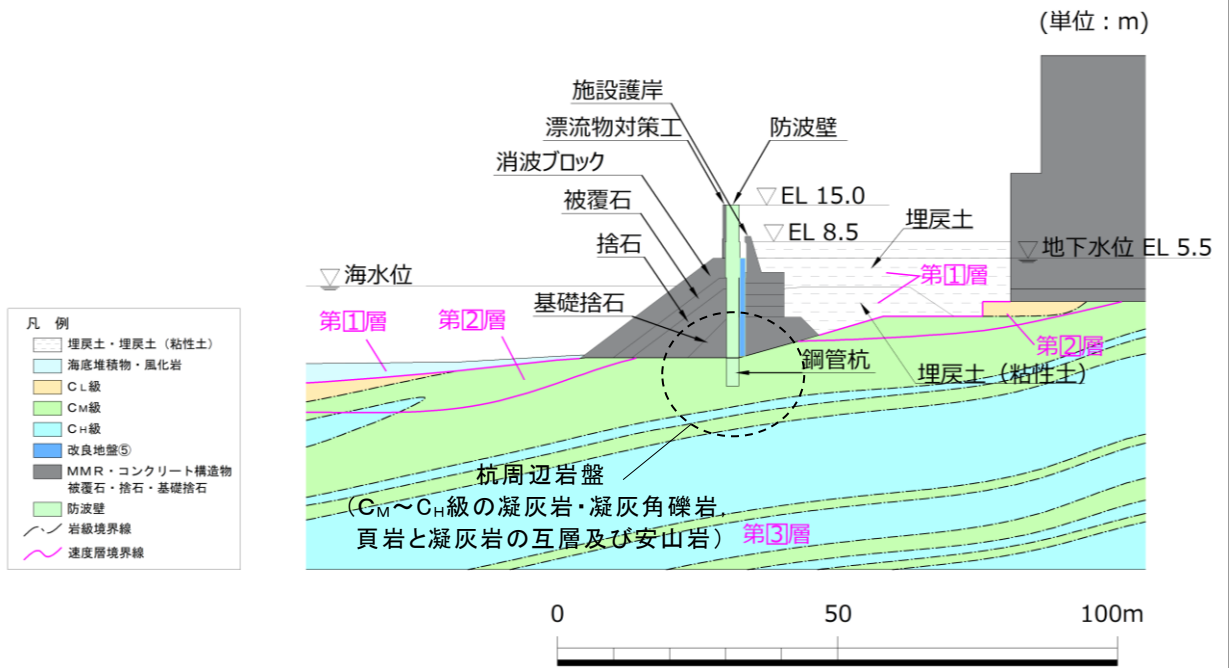 (単位：m)
施設護岸
漂流物対策工
防波壁
消波ブロック
被覆石
EL 15.0
捨石
埋戻土
EL 8.5
地下水位 EL 5.5
海水位
第1層
基礎捨石
第1層
第2層
第2層
鋼管杭
埋戻土（粘性土）
杭周辺岩盤
（CM～CH級の凝灰岩・凝灰角礫岩，
頁岩と凝灰岩の互層及び安山岩）
第3層
凡 例
埋戻土・埋戻土（粘性土）
海底堆積物・風化岩
CL級
CM級
CH級
改良地盤⑤
MMR・コンクリート構造物
被覆石・捨石・基礎捨石
防波壁
岩級境界線
速度層境界線
0 50 100m